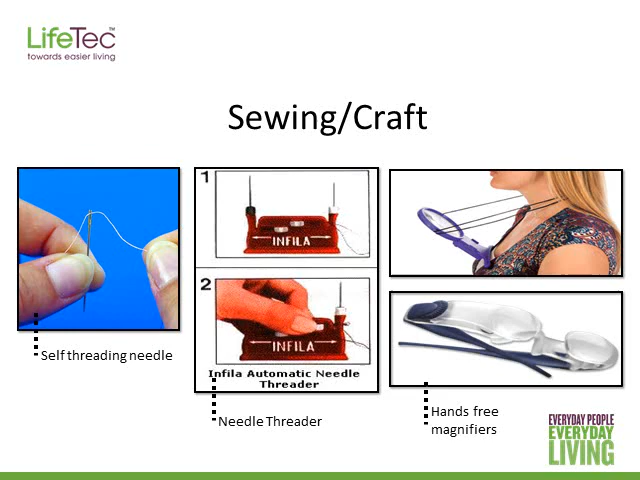 LifeTec™
towards easier living
Sewing/Craft
1
INFILA
2
INFILA
Infila Automatic Needle
Threader
Self threading needle
Needle Threader
Hands free
magnifiers
EVERYDAY PEOPLE
EVERYDAY
LIVING